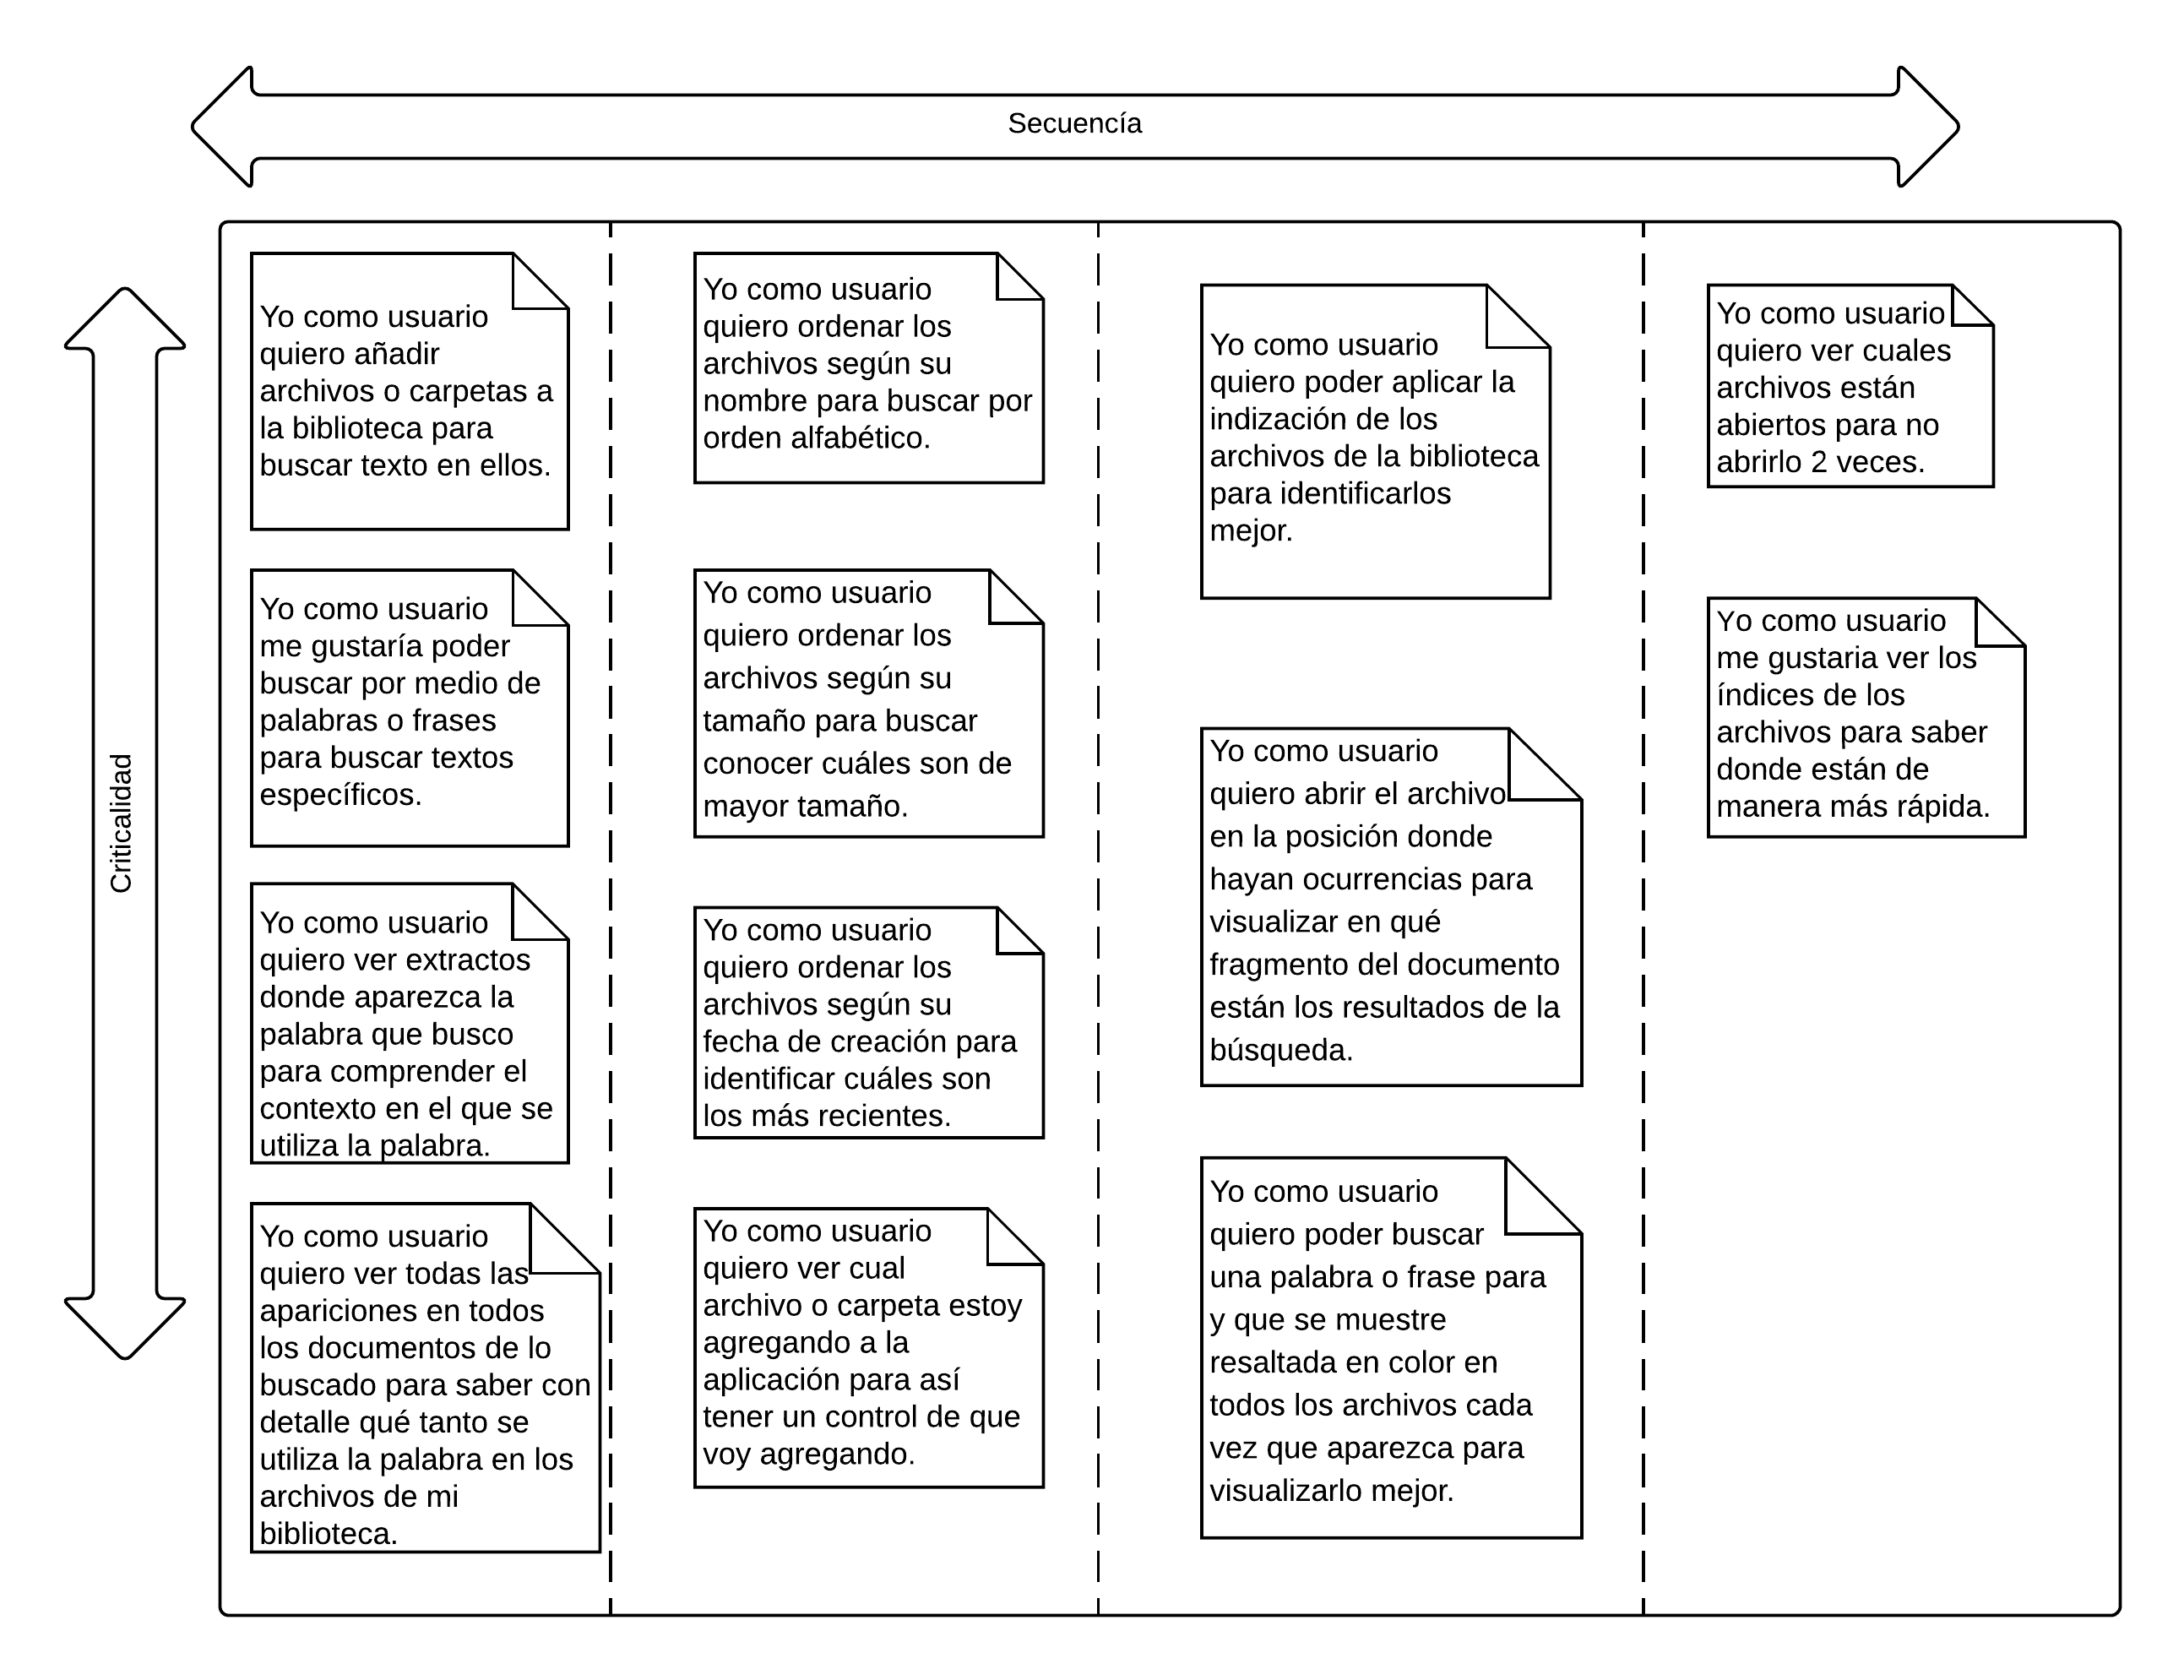 Secuencía
Criticalidad
Yo como usuario
quiero añadir
archivos o carpetas a
la biblioteca para
buscar texto en ellos.
Yo como usuario
me gustaría poder
buscar por medio de
palabras o frases
para buscar textos
específicos.
Yo como usuario
quiero ver extractos
donde aparezca la
palabra que busco
para comprender el
contexto en el que se
utiliza la palabra.
Yo como usuario
quiero ver todas las
apariciones en todos
los documentos de lo
buscado para saber con
detalle qué tanto se
utiliza la palabra en los
archivos de mi
biblioteca.
Yo como usuario
quiero ordenar los
archivos según su
nombre para buscar por
orden alfabético.
Yo como usuario
quiero ordenar los
archivos según su
tamaño para buscar
conocer cuáles son de
mayor tamaño.
Yo como usuario
quiero ordenar los
archivos según su
fecha de creación para
identificar cuáles son
los más recientes.
Yo como usuario
quiero ver cual
archivo o carpeta estoy
agregando a la
aplicación para así
tener un control de que
voy agregando.
Yo como usuario
quiero poder aplicar la
indización de los
archivos de la biblioteca
para identificarlos
mejor.
Yo como usuario
quiero abrir el archivo
en la posición donde
hayan ocurrencias para
visualizar en qué
fragmento del documento
están los resultados de la
búsqueda.
Yo como usuario
quiero poder buscar
una palabra o frase para
y que se muestre
resaltada en color en
todos los archivos cada
vez que aparezca para
visualizarlo mejor.
Yo como usuario
quiero ver cuales
archivos están
abiertos para no
abrirlo 2 veces.
Yo como usuario
me gustaria ver los
índices de los
archivos para saber
donde están de
manera más rápida.